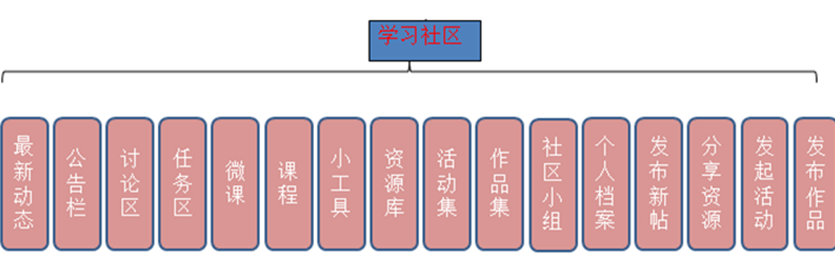 学习社区
最新动态
公告栏
讨论区
任务区
微课
课程
小工具
资源库
活动集
作品集
社区小组
个人档案
发布新帖
分享资源
发起活动
发布作品